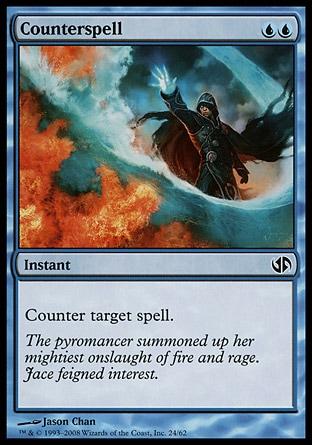 Counterspell
Instant
Counter target spell.
The pyromancer summoned up her
mightiest onslaught of fire and rage.
Jace feigned interest.
Jason Chan
™ & © 1993–2008 Wizards of the Coast, Inc. 24/62